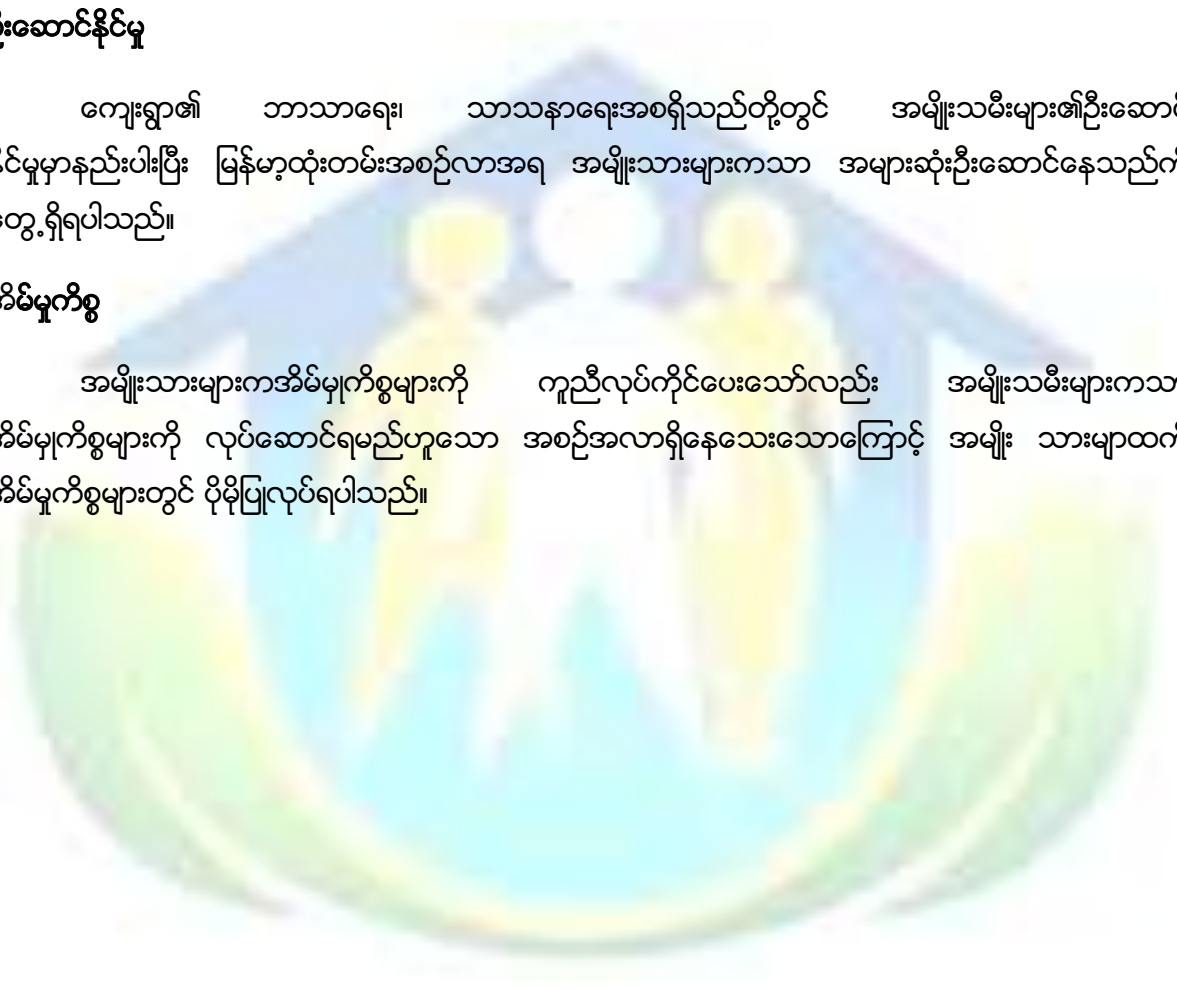 ဦးဆောင်နိုင်မှု
ကျေးရွာ၏ ဘာသာရေး၊ သာသနာရေးအစရှိသည်တို့တွင် အမျိုးသမီးများ၏ဦးဆောင်
နိုင်မှုမှာနည်းပါးပြီး မြန်မာ့ထုံးတမ်းအစဉ်လာအရ အမျိုးသားများကသာ အများဆုံးဦးဆောင်နေသည်ကို
တွေ့ရှိရပါသည်။
အိမ်မှုကိစ္စ
အမျိုးသားများကအိမ်မှုကိစ္စများကို ကူညီလုပ်ကိုင်ပေးသော်လည်း အမျိုးသမီးများကသာ
အိမ်မှုကိစ္စများကို လုပ်ဆောင်ရမည်ဟူသော အစဉ်အလာရှိနေသေးသောကြောင့် အမျိုး သားမျာထက်
အိမ်မှုကိစ္စများတွင် ပိုမိုပြုလုပ်ရပါသည်။